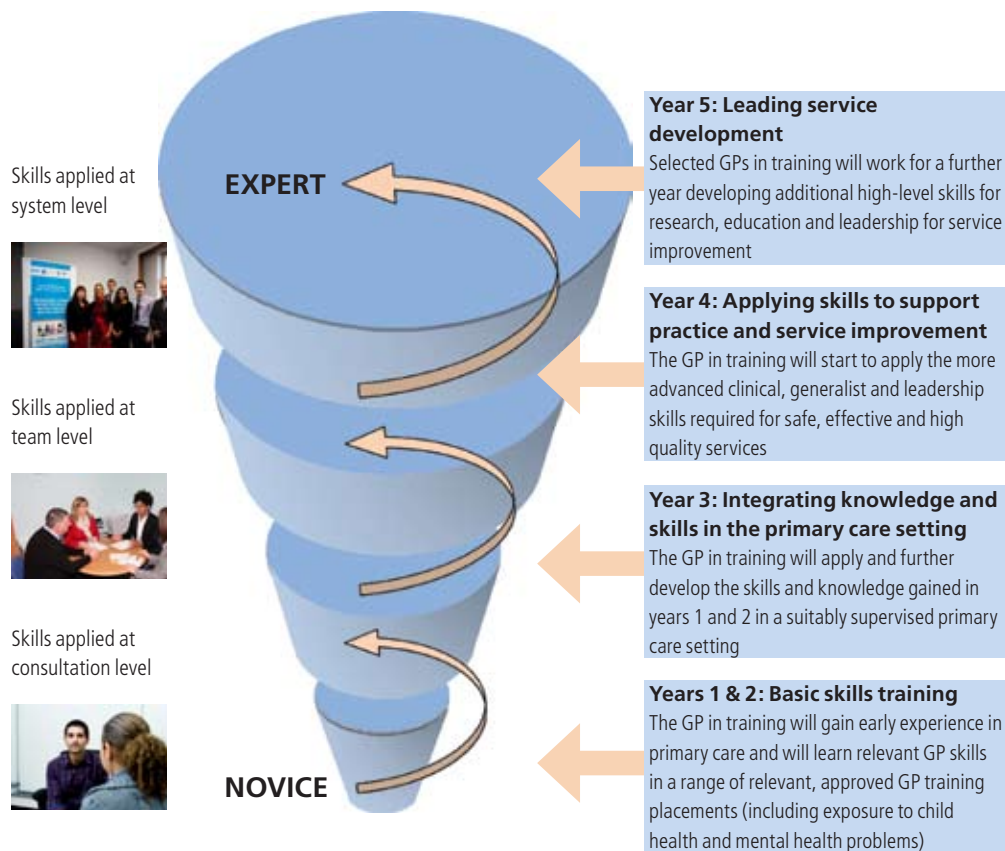 Skills applied at
system level
Skills applied at
team level
Skills applied at
consultation level
EXPERT
NOVICE
Year 5: Leading service
development
Selected GPs in training will work for a further
year developing additional high-level skills for
research, education and leadership for service
improvement
Year 4: Applying skills to support
practice and service improvement
The GP in training will start to apply the more
advanced clinical, generalist and leadership
skills required for safe, effective and high
quality services
Year 3: Integrating knowledge and
skills in the primary care setting
The GP in training will apply and further
develop the skills and knowledge gained in
years 1 and 2 in a suitably supervised primary
care setting
Years 1 & 2: Basic skills training
The GP in training will gain early experience in
primary care and will learn relevant GP skills
in a range of relevant, approved GP training
placements (including exposure to child
health and mental health problems)